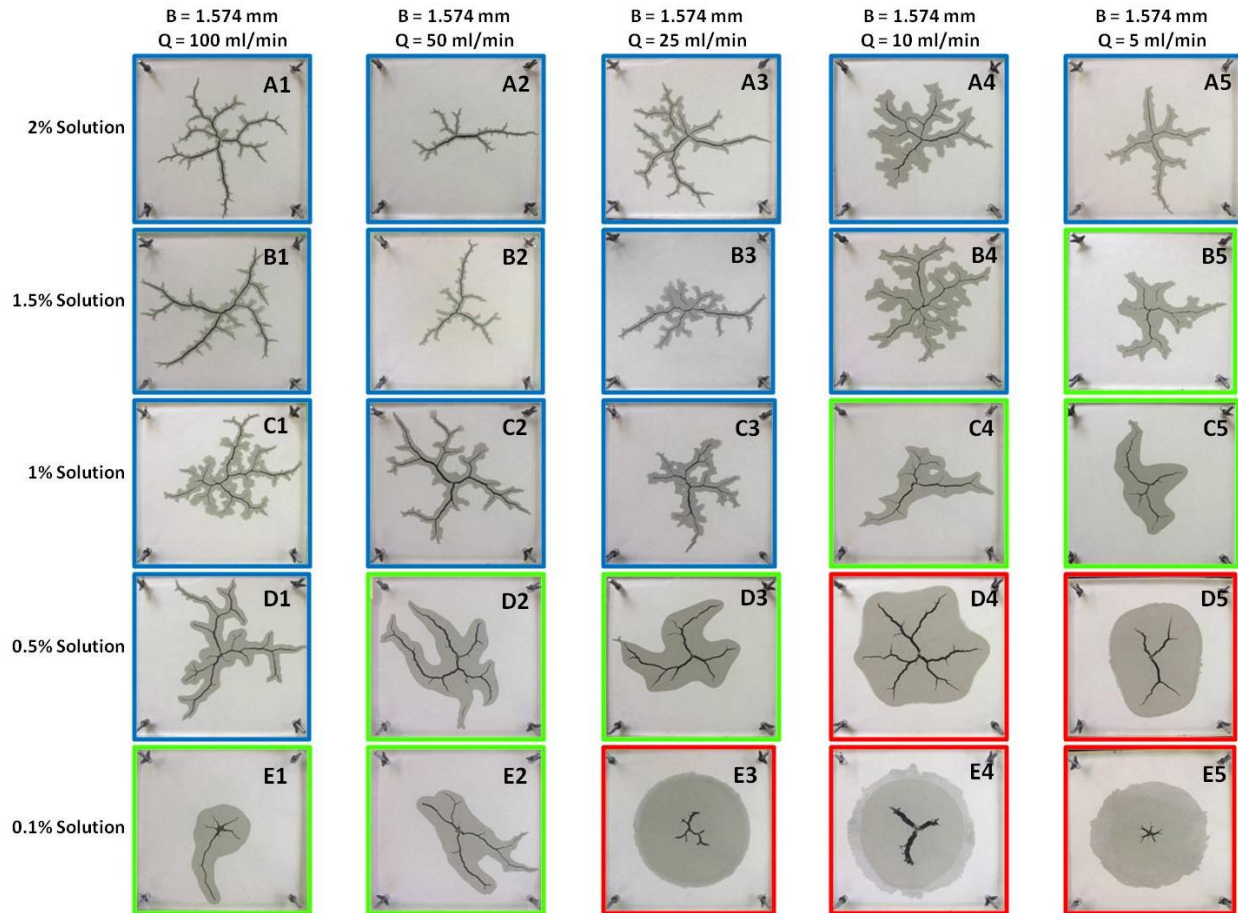 B = 1.574 mm B = 1.574 mm B = 1.574 mm B = 1.574 mm B = 1.574 mm
Q = 100 ml/min Q = 50 ml/min Q = 25 ml/min Q = 10 ml/min Q = 5 ml/min
2% Solution A1 A2 A3 A4 A5
1.5% Solution B1 B2 B3 B4 B5
1% Solution C1 C2 C3 C4 C5
0.5% Solution D1 D2 D3 D4 D5
0.1% Solution E1 E2 E3 E4 E5